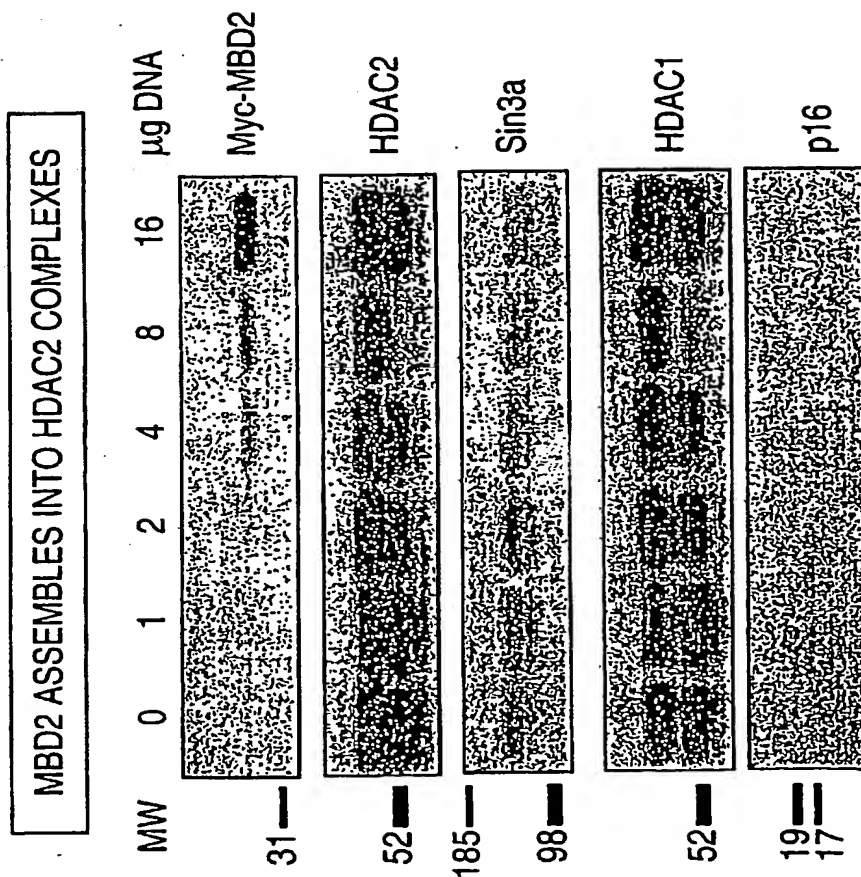 MBD2 ASSEMBLES INTO HDAC2 COMPLEXES
MW 0 1 2 4 8 16 µg DNA
31 Myc-MBD2
52 HDAC2
185 Sin3a
98
52 HDAC1
19 p16
17